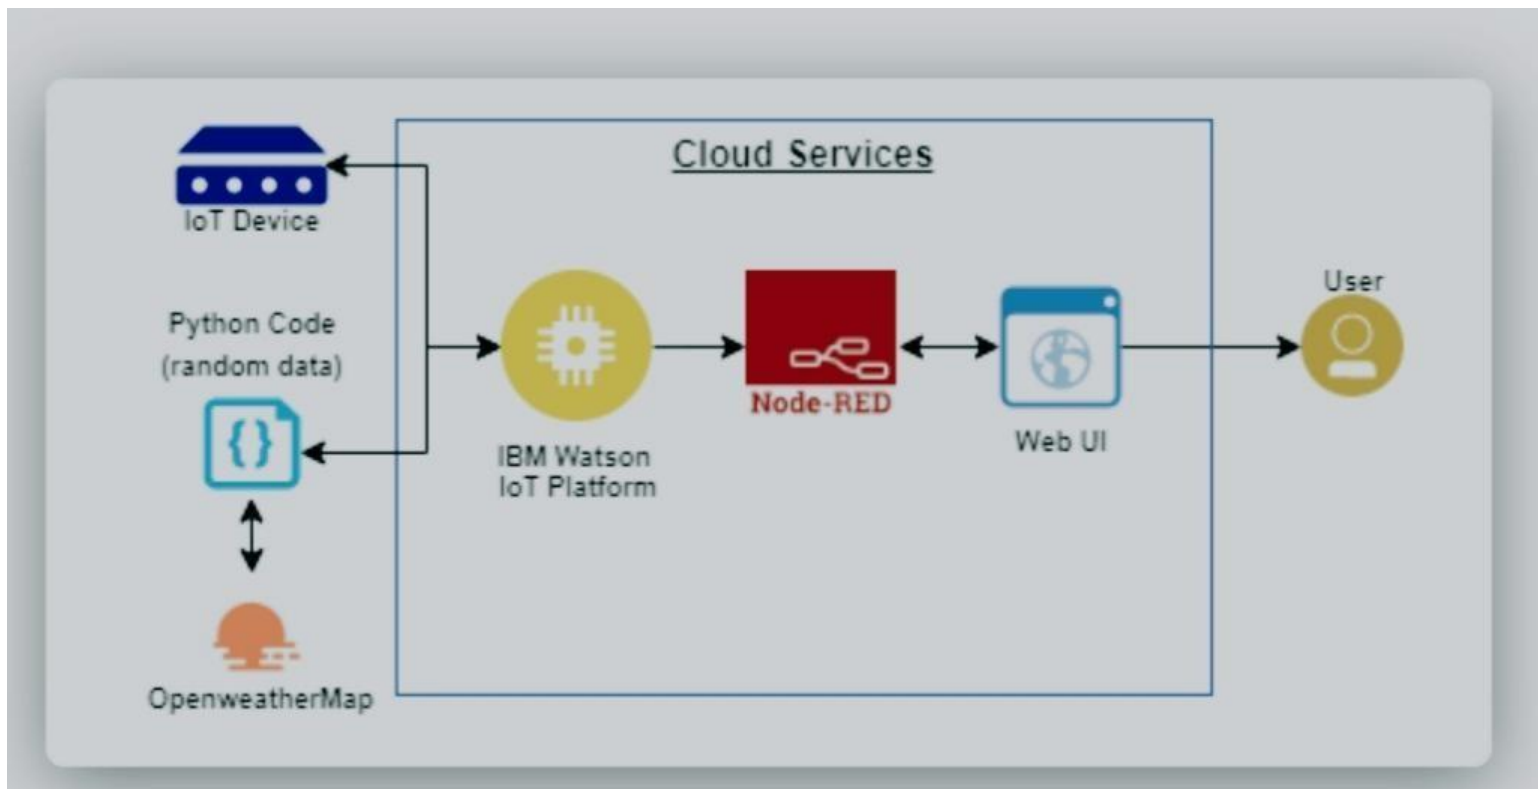 Cloud Services
IoT Device
Python Code
(random data)
OpenweatherMap
IBM Watson
IoT Platform
Node-RED
Web UI
User